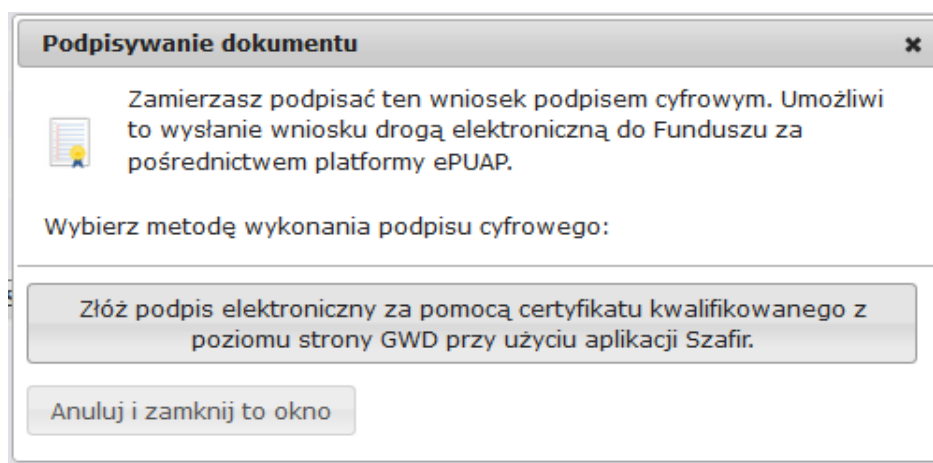 Podpisywanie dokumentu
Zamierzasz podpisać ten wniosek podpisem cyfrowym. Umożliwi
to wysłanie wniosku drogą elektroniczną do Funduszu za
pośrednictwem platformy ePUAP.
Wybierz metodę wykonania podpisu cyfrowego:
Złóż podpis elektroniczny za pomocą certyfikatu kwalifikowanego z
poziomu strony GWD przy użyciu aplikacji Szafir.
Anuluj i zamknij to okno